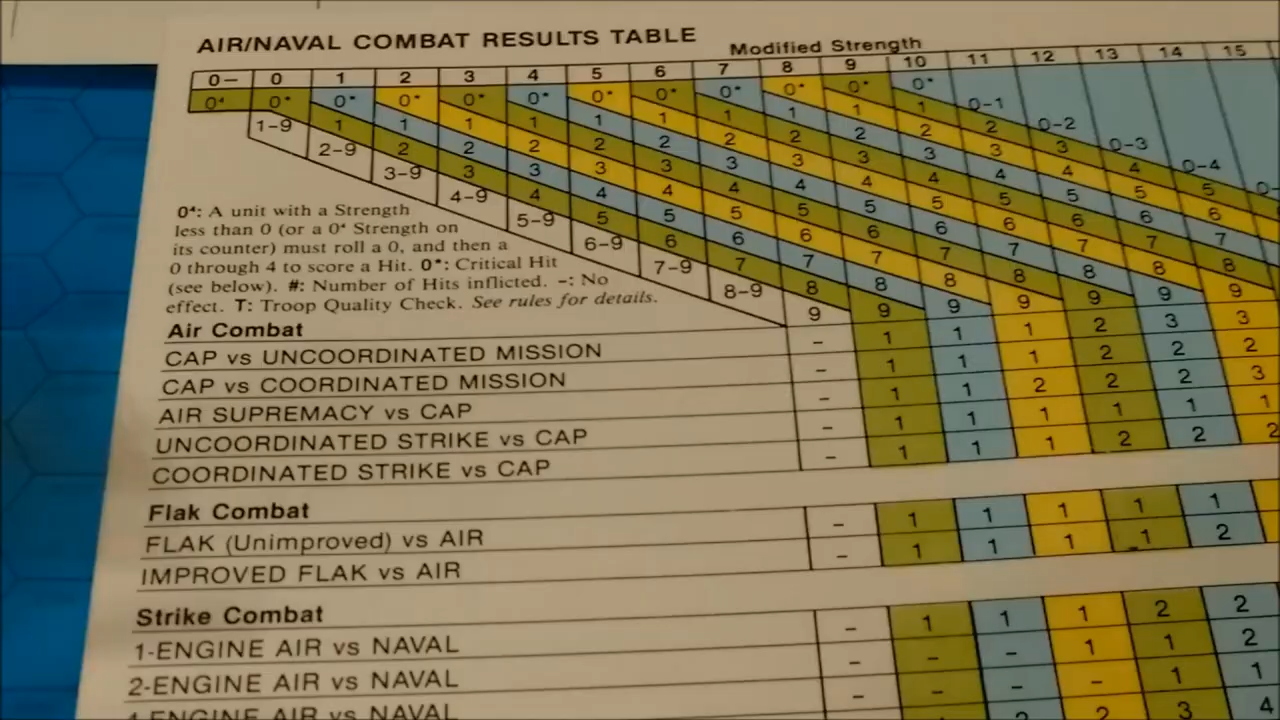 AIR/NAVAL COMBAT RESULTS TABLE
Modified Strength
0– 0 1 2 3 4 5 6 7 8 9 10 11 12 13 14 15
0* 0* 0* 0* 0* 0* 0* 0* 0* 0* 0* 0*
1–9 1 1 1 1 1 1 1 1 1 1 0–1
2–9 2 2 2 2 2 2 2 2 2 2 0–2
3–9 3 3 3 3 3 3 3 3 3 3 0–3
4–9 4 4 4 4 4 4 4 4 4 4 0–4
5–9 5 5 5 5 5 5 5 5 5 5 0–
6–9 6 6 6 6 6 6 6 6 6
7–9 7 7 7 7 7 7 7 7
8–9 8 8 8 8 8 8 8
9 9 9 9 9 9 9
0*: A unit with a Strength
less than 0 (or a 0* Strength on
its counter) must roll a 0, and then a
0 through 4 to score a Hit. 0*: Critical Hit
(see below). #: Number of Hits inflicted. –: No
effect. T: Troop Quality Check. See rules for details.
Air Combat
CAP vs UNCOORDINATED MISSION – 1 1 1 2 3 3
CAP vs COORDINATED MISSION – 1 1 1 2 2 2
AIR SUPREMACY vs CAP – 1 1 2 2 2 3
UNCOORDINATED STRIKE vs CAP – 1 1 1 1 1 1
COORDINATED STRIKE vs CAP – 1 1 1 2 2 2
Flak Combat
FLAK (Unimproved) vs AIR – 1 1 1 1 1
IMPROVED FLAK vs AIR – 1 1 1 1 2
Strike Combat
1-ENGINE AIR vs NAVAL – 1 1 1 2 2
2-ENGINE AIR vs NAVAL – – – 1 1 2
4-ENGINE AIR vs NAVAL – – – – 1 1
1 2 2 3 4